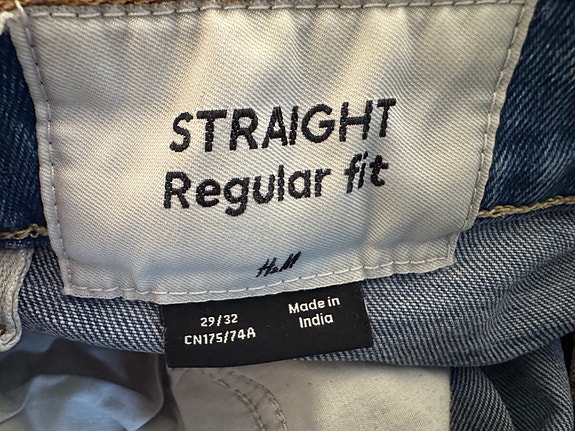 STRAIGHT
Regular fit
H&M
29/32
CN175/74A
Made in
India